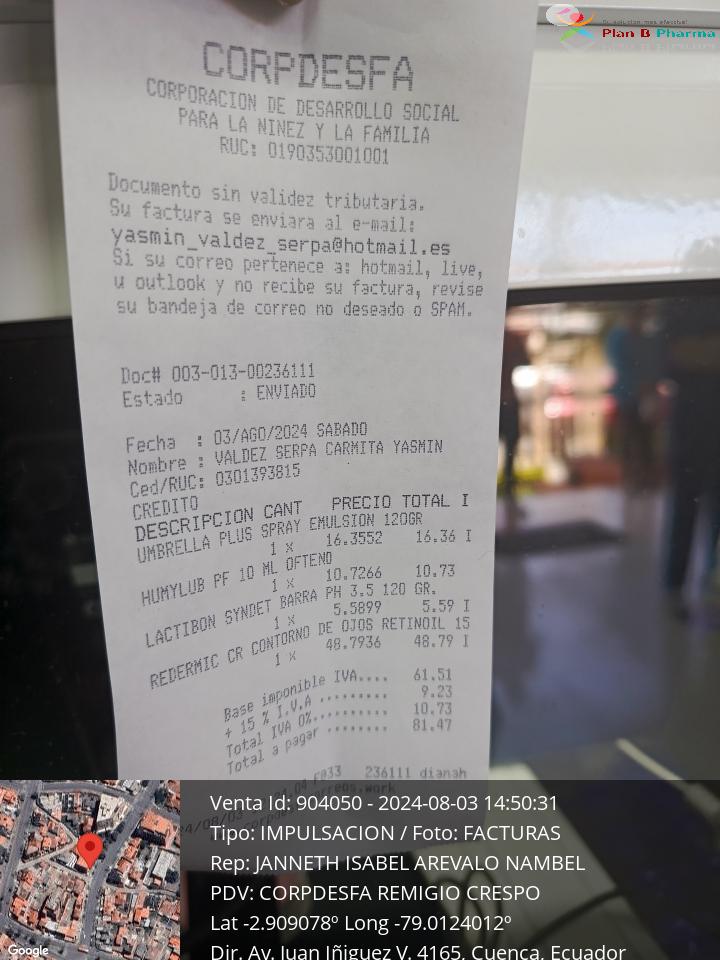 Tu solucion mas efectiva!
Plan B Pharma
CORPDESFA
CORPORACION DE DESARROLLO SOCIAL
PARA LA NINEZ Y LA FAMILIA
RUC: 0190353001001
Documento sin validez tributaria.
Su factura se enviara al e-mail:
yasmin_valdez_serpa@hotmail.es
Si su correo pertenece a: hotmail, live,
u outlook y no recibe su factura, revise
su bandeja de correo no deseado o SPAM.
Doc# 003-013-00236111
Estado : ENVIADO
Fecha : 03/AGO/2024 SABADO
Nombre : VALDEZ SERPA CARMITA YASMIN
Ced/RUC: 0301393815
CREDITO
DESCRIPCION CANT PRECIO TOTAL I
UMBRELLA PLUS SPRAY EMULSION 120GR
1 x 16.3552 16.36 I
HUMYLUB PF 10 ML OFTENO
1 x 10.7266 10.73
LACTIBON SYNDET BARRA PH 3.5 120 GR.
1 x 5.5899 5.59 I
REDERMIC CR CONTORNO DE OJOS RETINOIL 15
1 x 48.7936 48.79 I
Base imponible IVA.... 61.51
+ 15 % I.V.A ......... 9.23
Total IVA 0%.......... 10.73
Total a pagar ........ 81.47
236111 dianah
Venta Id: 904050 - 2024-08-03 14:50:31
Tipo: IMPULSACION / Foto: FACTURAS
Rep: JANNETH ISABEL AREVALO NAMBEL
PDV: CORPDESFA REMIGIO CRESPO
Lat -2.909078º Long -79.0124012º
Dir. Av. Juan Iñiguez V. 4165, Cuenca, Ecuador
Google